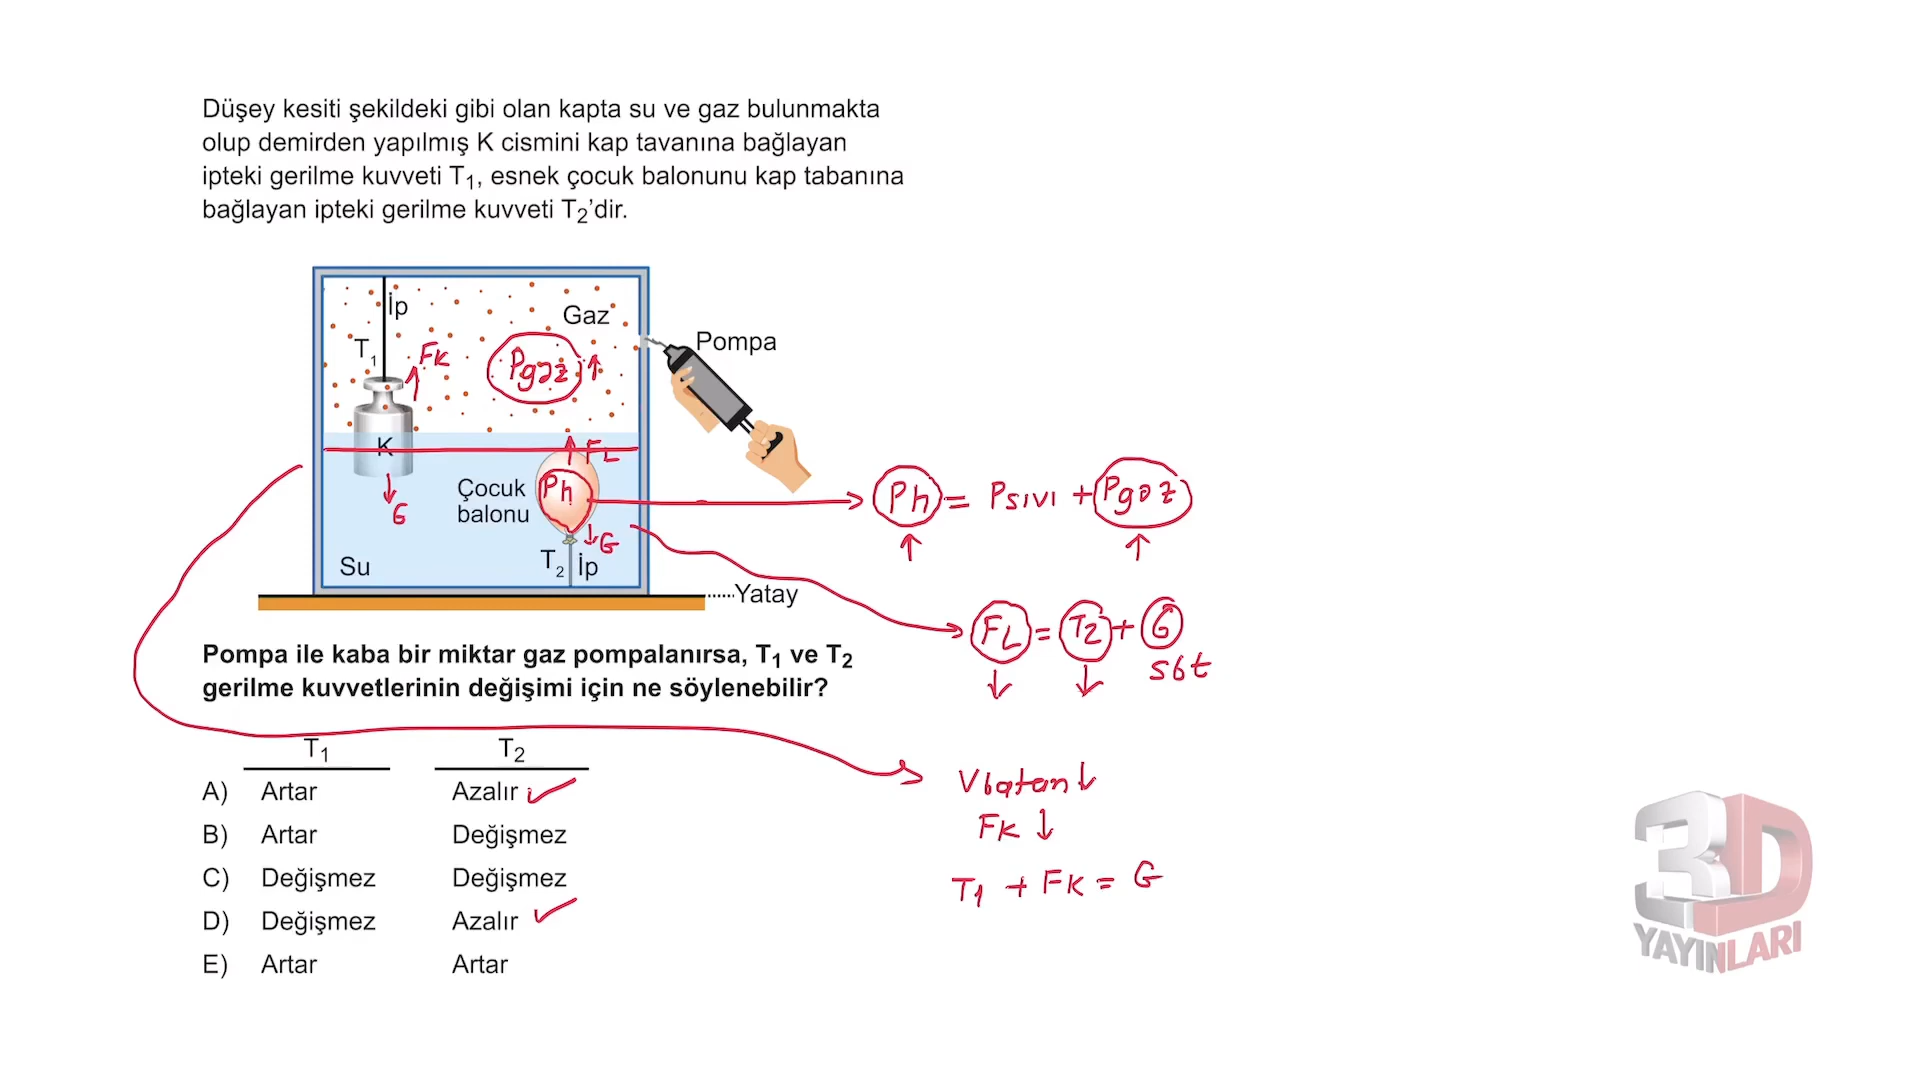 Düşey kesiti şekildeki gibi olan kapta su ve gaz bulunmakta
olup demirden yapılmış K cismini kap tavanına bağlayan
ipteki gerilme kuvveti T1, esnek çocuk balonunu kap tabanına
bağlayan ipteki gerilme kuvveti T2'dir.
İp
Gaz
T1
FK
Pgaz ↑
Pompa
K
FL
G
Çocuk
balonu
Ph
G
Su
T2
İp
Yatay
Ph = Psıvı + Pgaz
↑ ↑
FL = T2 + G
↓ ↓ sbt
Pompa ile kaba bir miktar gaz pompalanırsa, T1 ve T2
gerilme kuvvetlerinin değişimi için ne söylenebilir?
T1 T2
A) Artar Azalır ✓
B) Artar Değişmez
C) Değişmez Değişmez
D) Değişmez Azalır ✓
E) Artar Artar
Vbatan ↓
FK ↓
T1 + FK = G
3D
YAYINLARI